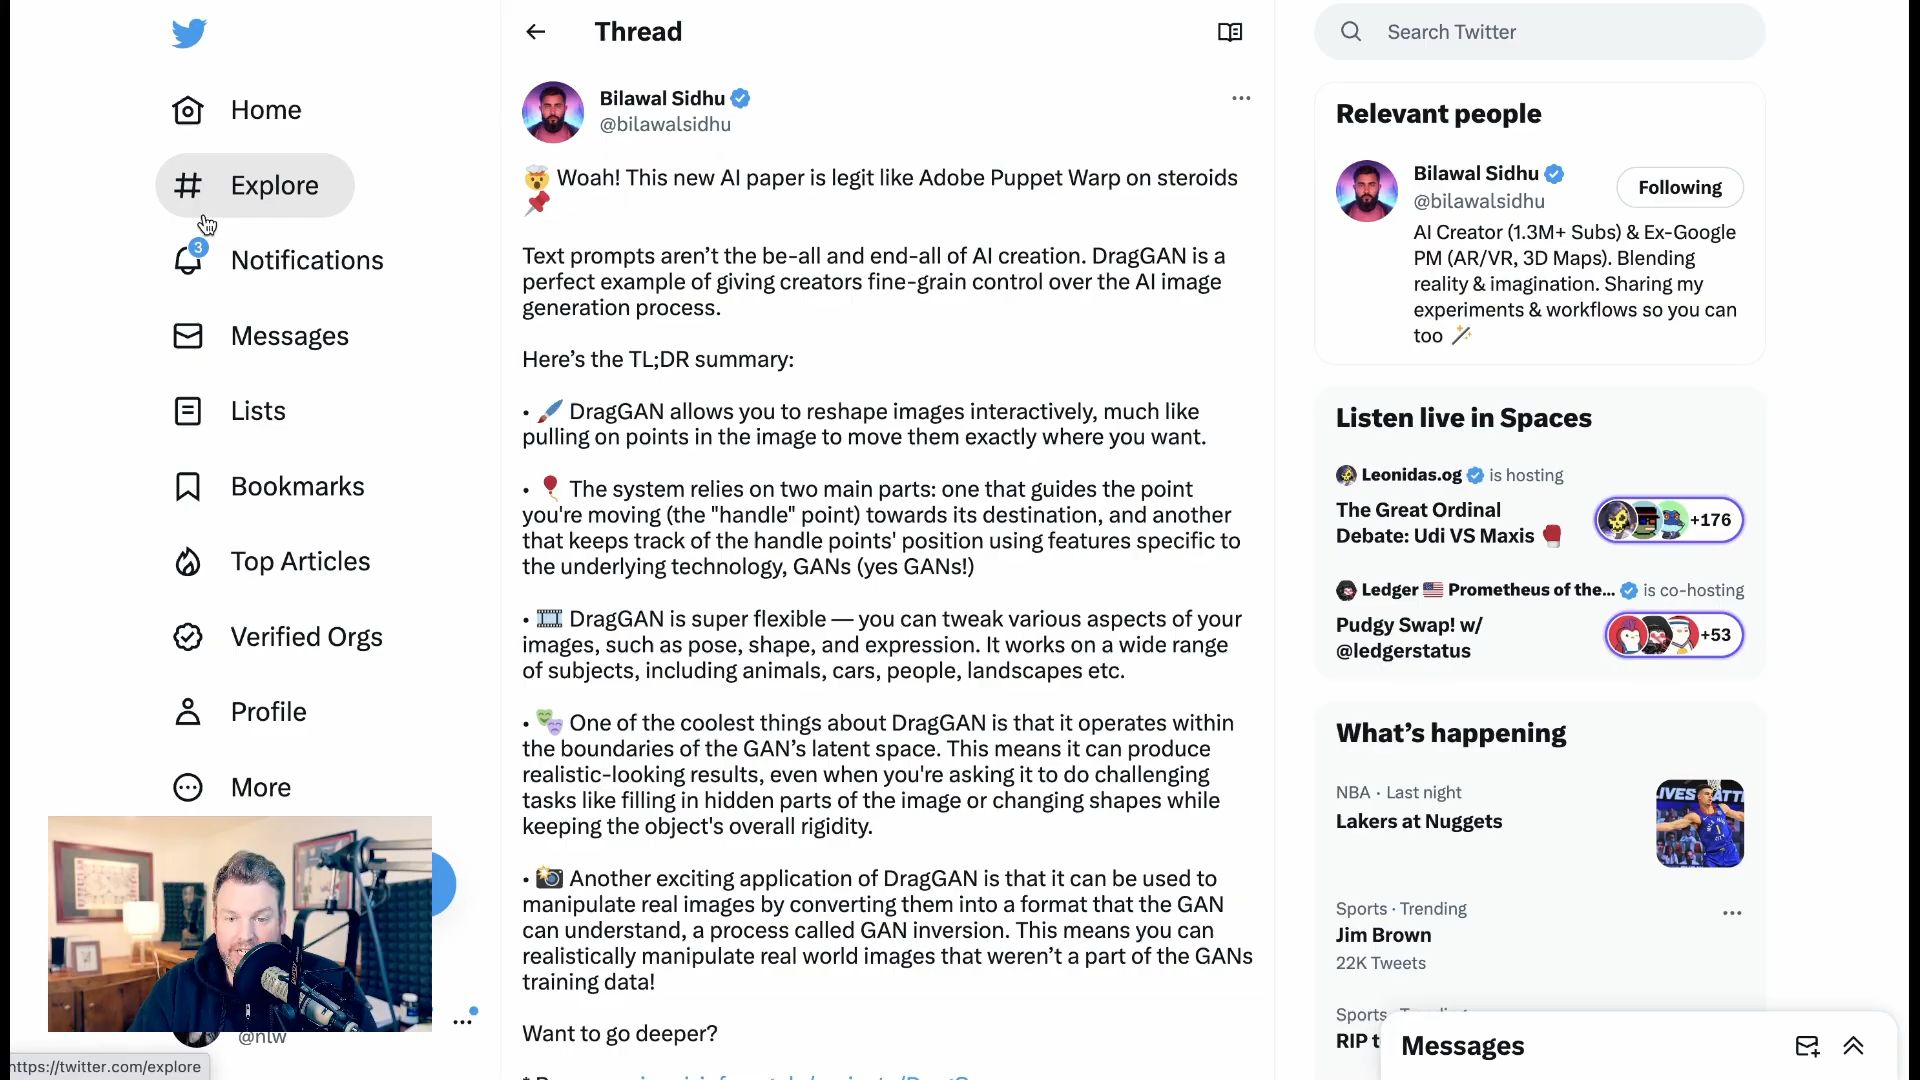 Home
Explore
3
Notifications
Messages
Lists
Bookmarks
Top Articles
Verified Orgs
Profile
More
@nlw
https://twitter.com/explore
Thread
Bilawal Sidhu
@bilawalsidhu
🤯 Woah! This new AI paper is legit like Adobe Puppet Warp on steroids
📌
Text prompts aren’t the be-all and end-all of AI creation. DragGAN is a
perfect example of giving creators fine-grain control over the AI image
generation process.
Here’s the TL;DR summary:
• 🖌️ DragGAN allows you to reshape images interactively, much like
pulling on points in the image to move them exactly where you want.
• 🎈 The system relies on two main parts: one that guides the point
you're moving (the "handle" point) towards its destination, and another
that keeps track of the handle points' position using features specific to
the underlying technology, GANs (yes GANs!)
• 🎞️ DragGAN is super flexible — you can tweak various aspects of your
images, such as pose, shape, and expression. It works on a wide range
of subjects, including animals, cars, people, landscapes etc.
• 🎭 One of the coolest things about DragGAN is that it operates within
the boundaries of the GAN’s latent space. This means it can produce
realistic-looking results, even when you're asking it to do challenging
tasks like filling in hidden parts of the image or changing shapes while
keeping the object's overall rigidity.
• 📸 Another exciting application of DragGAN is that it can be used to
manipulate real images by converting them into a format that the GAN
can understand, a process called GAN inversion. This means you can
realistically manipulate real world images that weren’t a part of the GANs
training data!
Want to go deeper?
Search Twitter
Relevant people
Bilawal Sidhu
@bilawalsidhu
Following
AI Creator (1.3M+ Subs) & Ex-Google
PM (AR/VR, 3D Maps). Blending
reality & imagination. Sharing my
experiments & workflows so you can
too 🪄
Listen live in Spaces
Leonidas.og is hosting
The Great Ordinal
Debate: Udi VS Maxis 🥊
+176
Ledger 🇺🇸 Prometheus of the... is co-hosting
Pudgy Swap! w/
@ledgerstatus
+53
What’s happening
NBA · Last night
Lakers at Nuggets
Sports · Trending
Jim Brown
22K Tweets
Sports · Trending
RIP
Messages